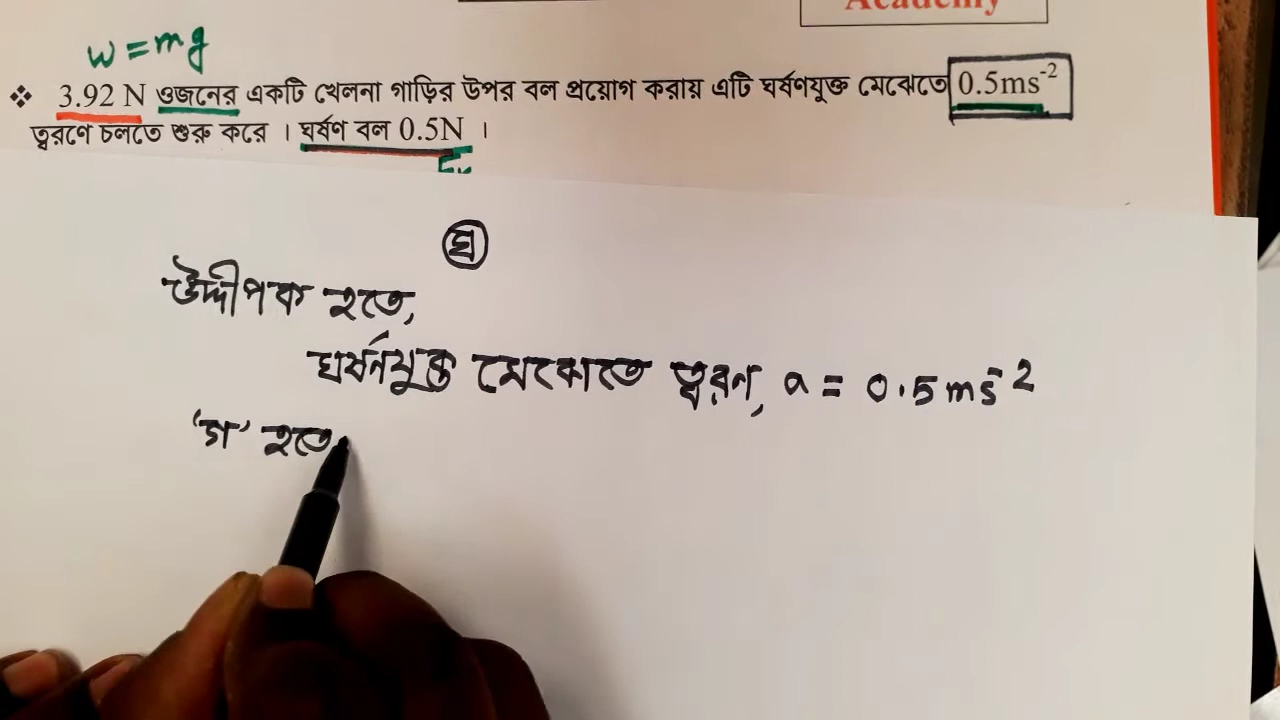 Academy
w = mg
❖ 3.92 N ওজনের একটি খেলনা গাড়ির উপর বল প্রয়োগ করায় এটি ঘর্ষণযুক্ত মেঝেতে 0.5ms⁻²
ত্বরণে চলতে শুরু করে । ঘর্ষণ বল 0.5N ।
ঘ
উদ্দীপক হতে,
ঘর্ষনযুক্ত মেঝেতে ত্বরণ, a = 0.5 ms⁻²
‘গ’ হতে